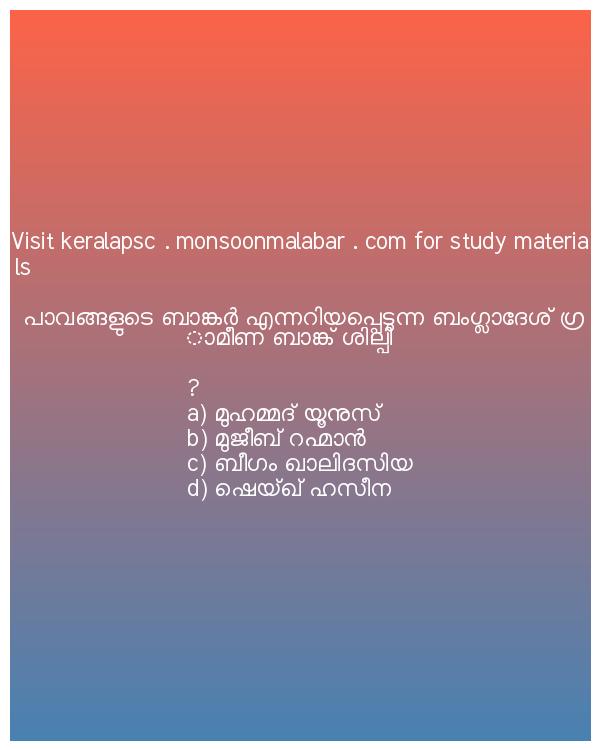 Visit keralapsc . monsoonmalabar . com for study materia
ls
പാവങ്ങളുടെ ബാങ്കർ എന്നറിയപ്പെടുന്ന ബംഗ്ലാദേശ് ഗ്ര
ാമീണ ബാങ്ക് ശില്പി
?
a) മുഹമ്മദ് യൂനുസ്
b) മുജീബ് റഹ്മാൻ
c) ബീഗം ഖാലിദസിയ
d) ഷെയ്ഖ് ഹസീന